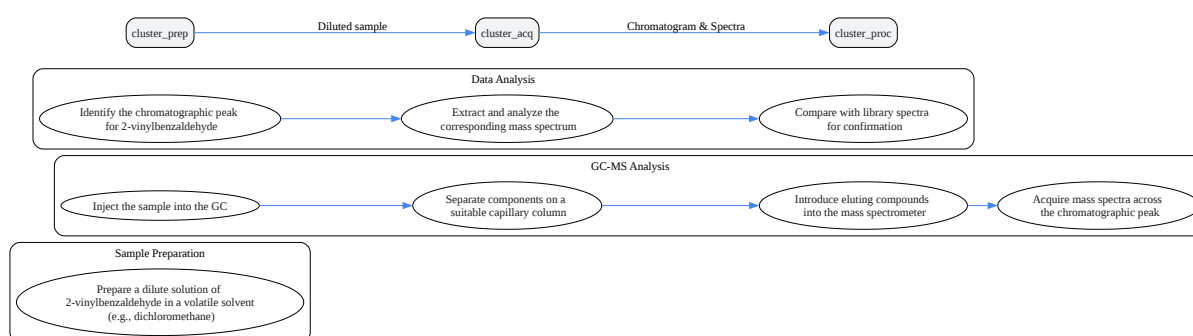 cluster_prep
Diluted sample
cluster_acq
Chromatogram & Spectra
cluster_proc
Data Analysis
Identify the chromatographic peak
for 2-vinylbenzaldehyde
Extract and analyze the
corresponding mass spectrum
Compare with library spectra
for confirmation
GC-MS Analysis
Inject the sample into the GC
Separate components on a
suitable capillary column
Introduce eluting compounds
into the mass spectrometer
Acquire mass spectra across
the chromatographic peak
Sample Preparation
Prepare a dilute solution of
2-vinylbenzaldehyde in a volatile solvent
(e.g., dichloromethane)